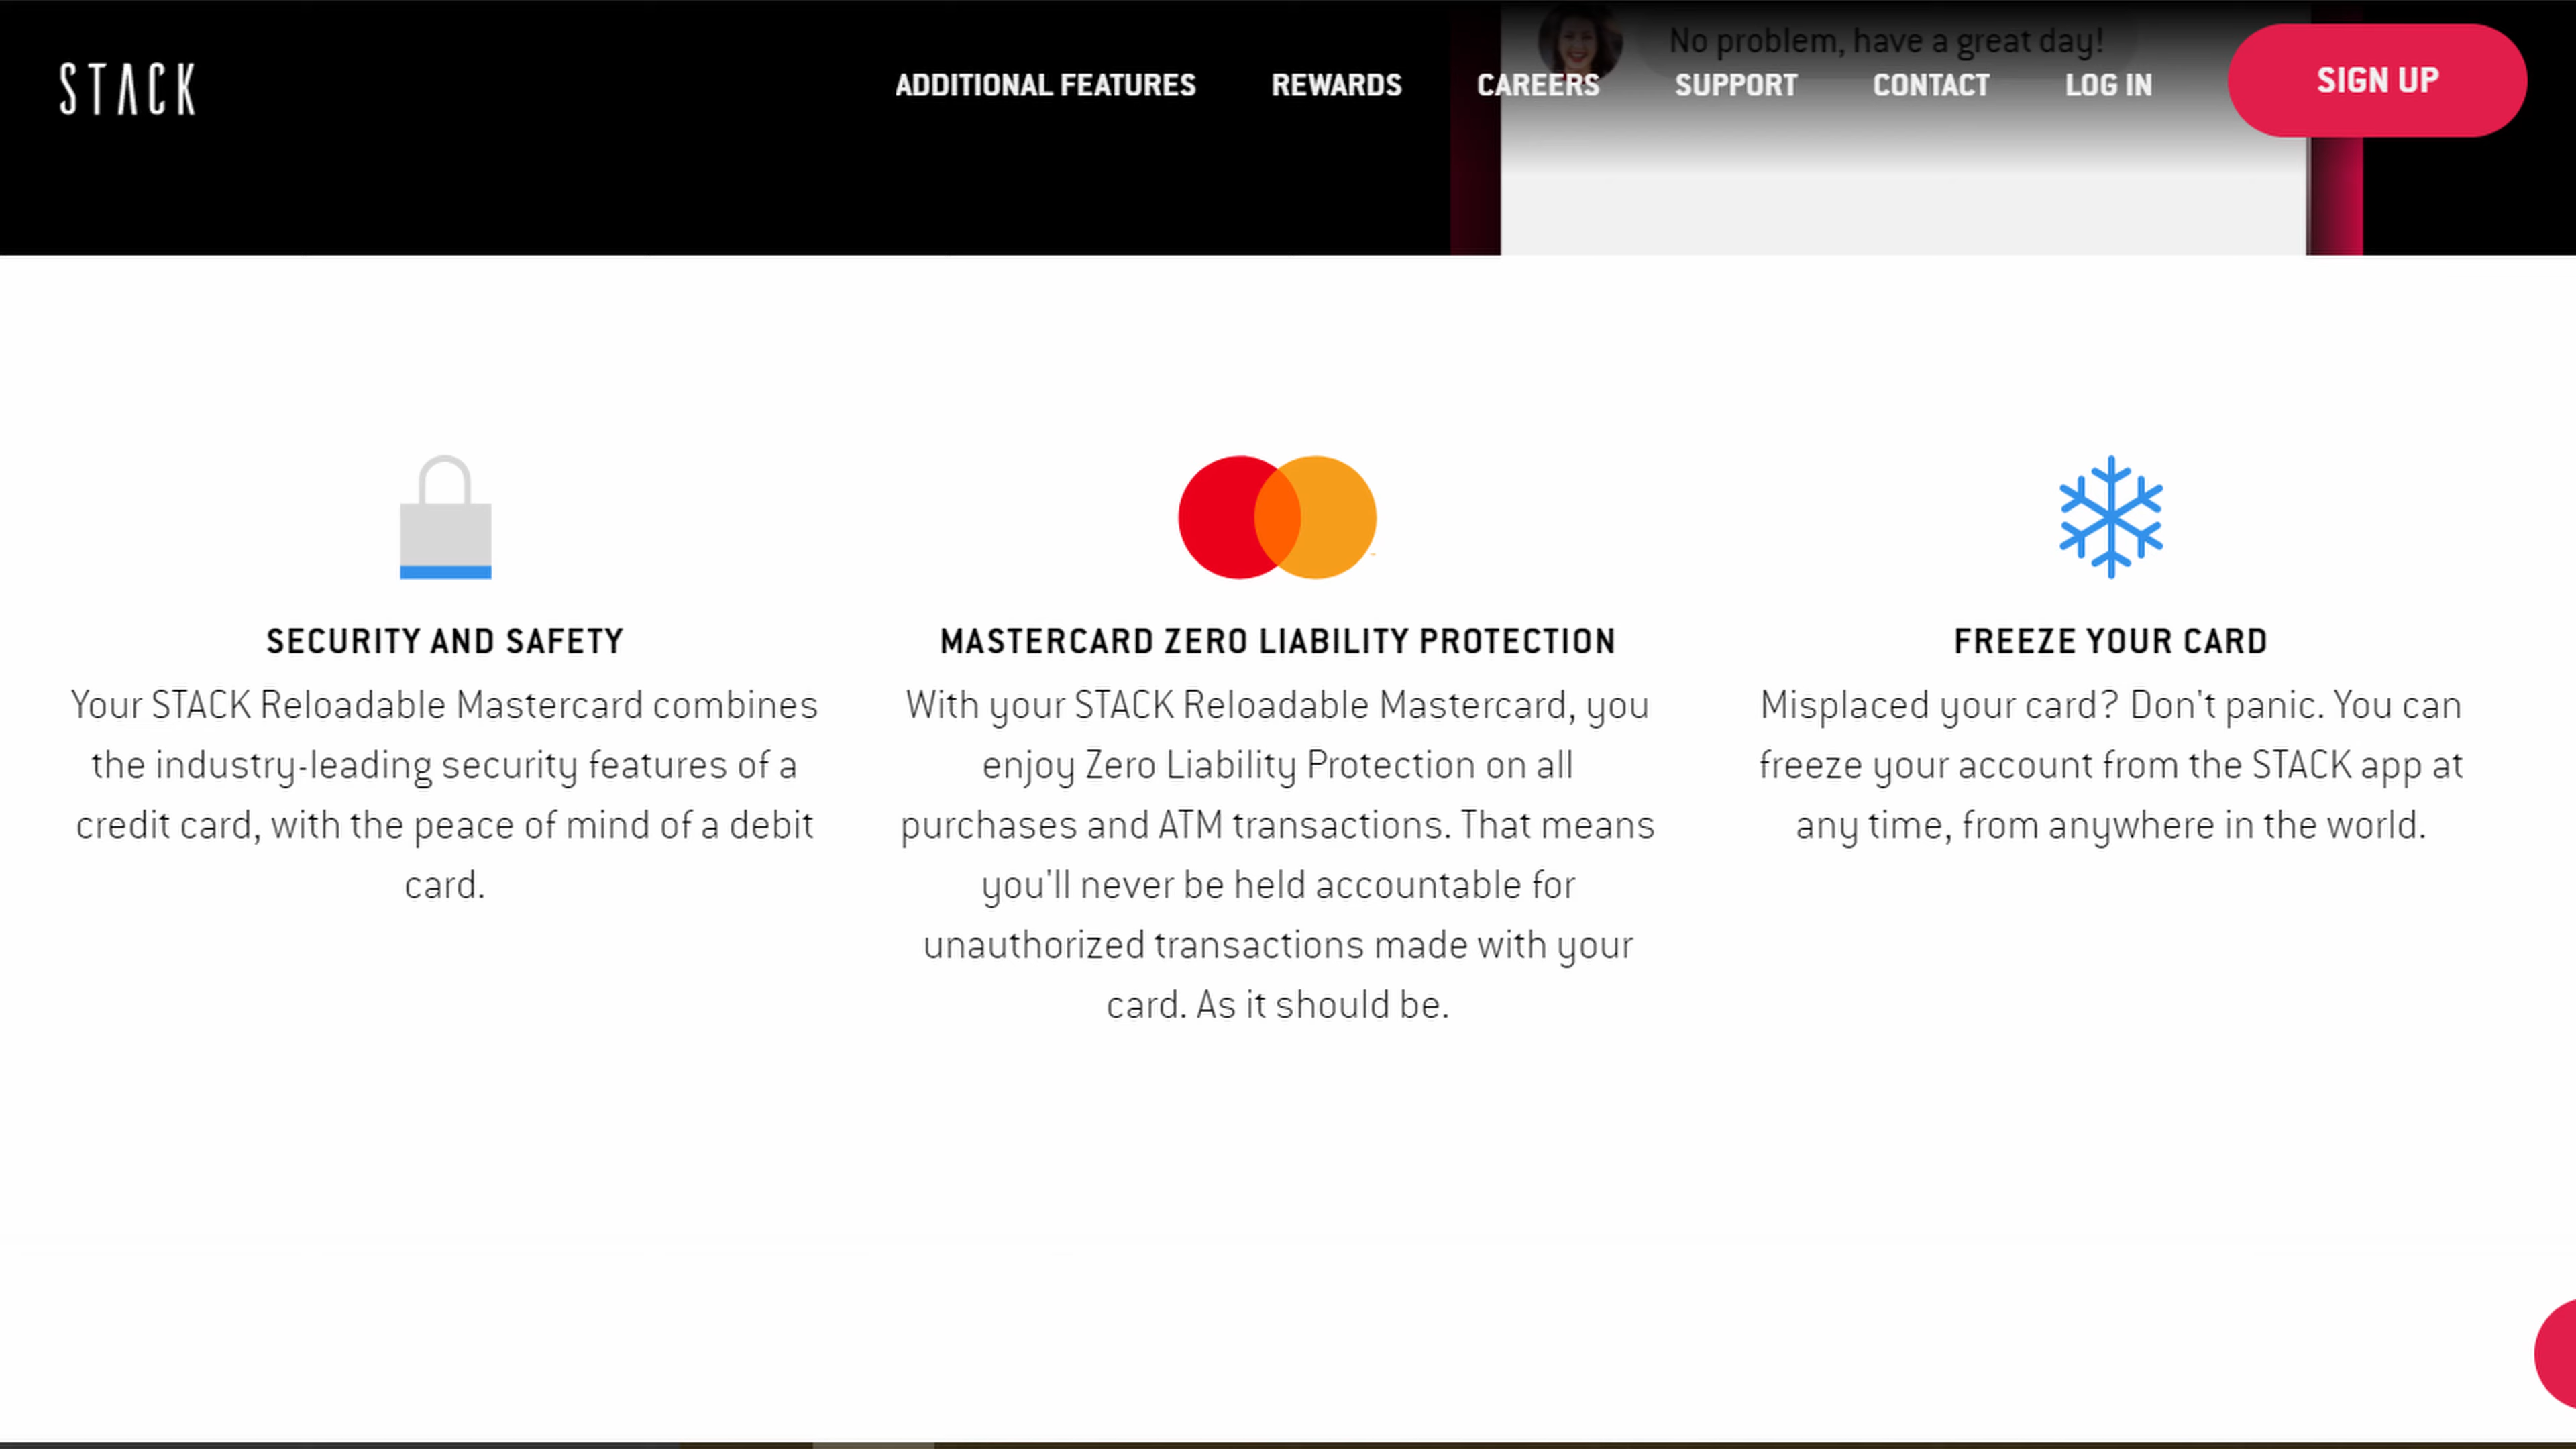 No problem, have a great day!
STACK
ADDITIONAL FEATURES
REWARDS
CAREERS
SUPPORT
CONTACT
LOG IN
SIGN UP
SECURITY AND SAFETY
Your STACK Reloadable Mastercard combines
the industry-leading security features of a
credit card, with the peace of mind of a debit
card.
MASTERCARD ZERO LIABILITY PROTECTION
With your STACK Reloadable Mastercard, you
enjoy Zero Liability Protection on all
purchases and ATM transactions. That means
you'll never be held accountable for
unauthorized transactions made with your
card. As it should be.
FREEZE YOUR CARD
Misplaced your card? Don't panic. You can
freeze your account from the STACK app at
any time, from anywhere in the world.